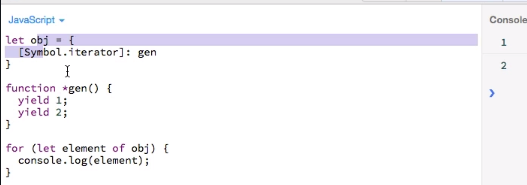 JavaScript
Console
let obj = {
  [Symbol.iterator]: gen
}
function *gen() {
  yield 1;
  yield 2;
}
for (let element of obj) {
  console.log(element);
}
1
2